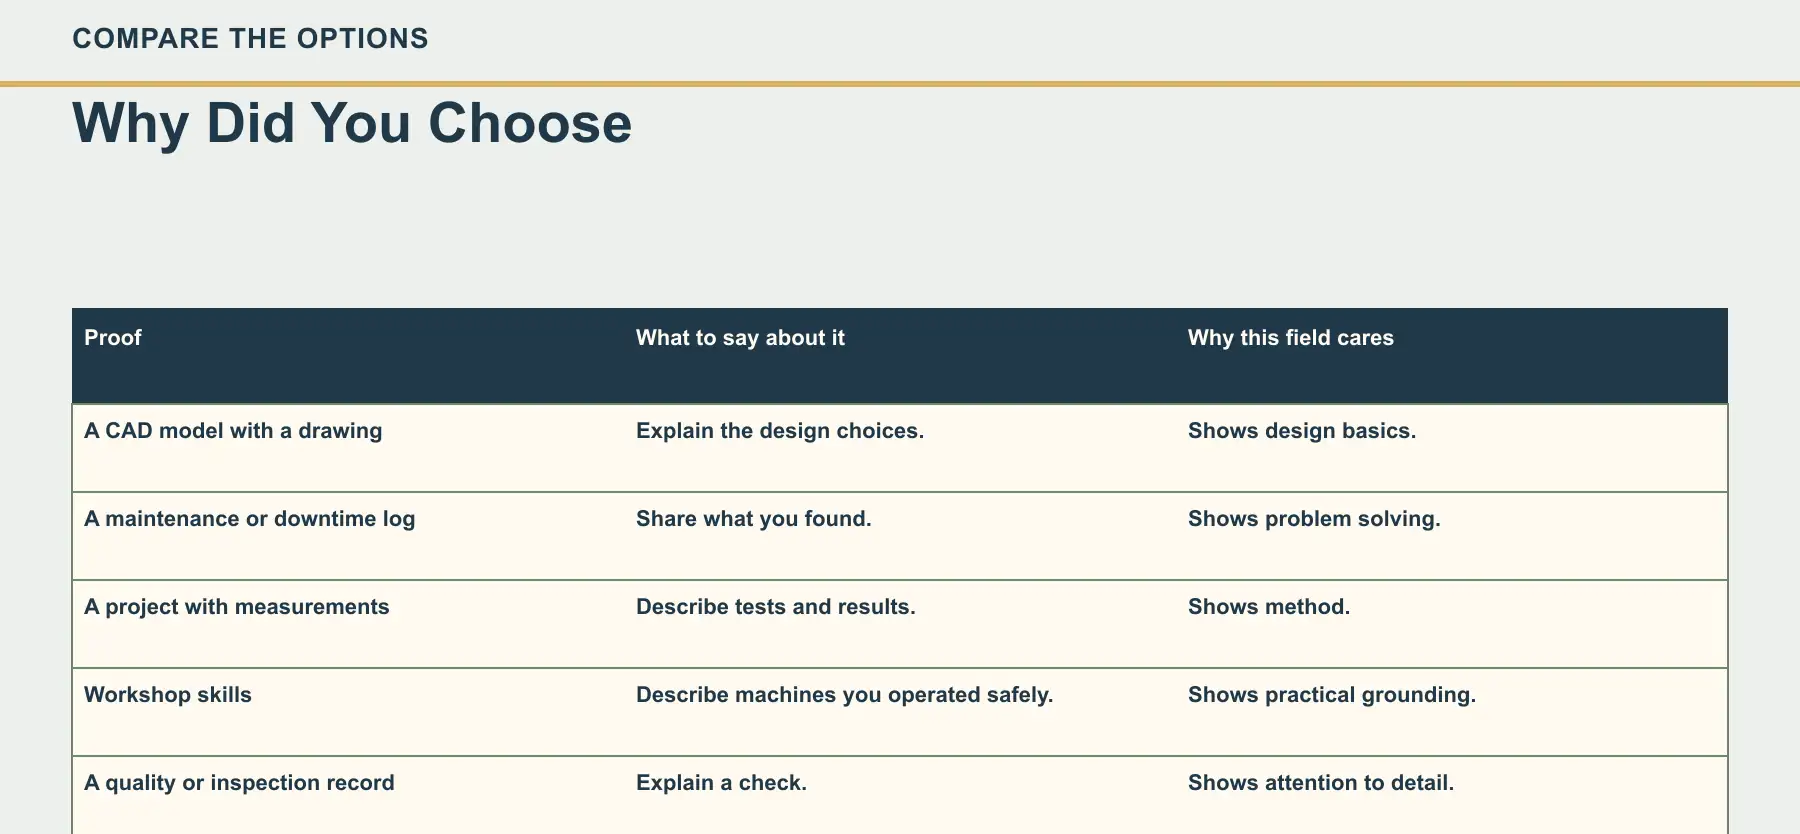 COMPARE THE OPTIONS
Why Did You Choose
Proof What to say about it Why this field cares
A CAD model with a drawing Explain the design choices. Shows design basics.
A maintenance or downtime log Share what you found. Shows problem solving.
A project with measurements Describe tests and results. Shows method.
Workshop skills Describe machines you operated safely. Shows practical grounding.
A quality or inspection record Explain a check. Shows attention to detail.